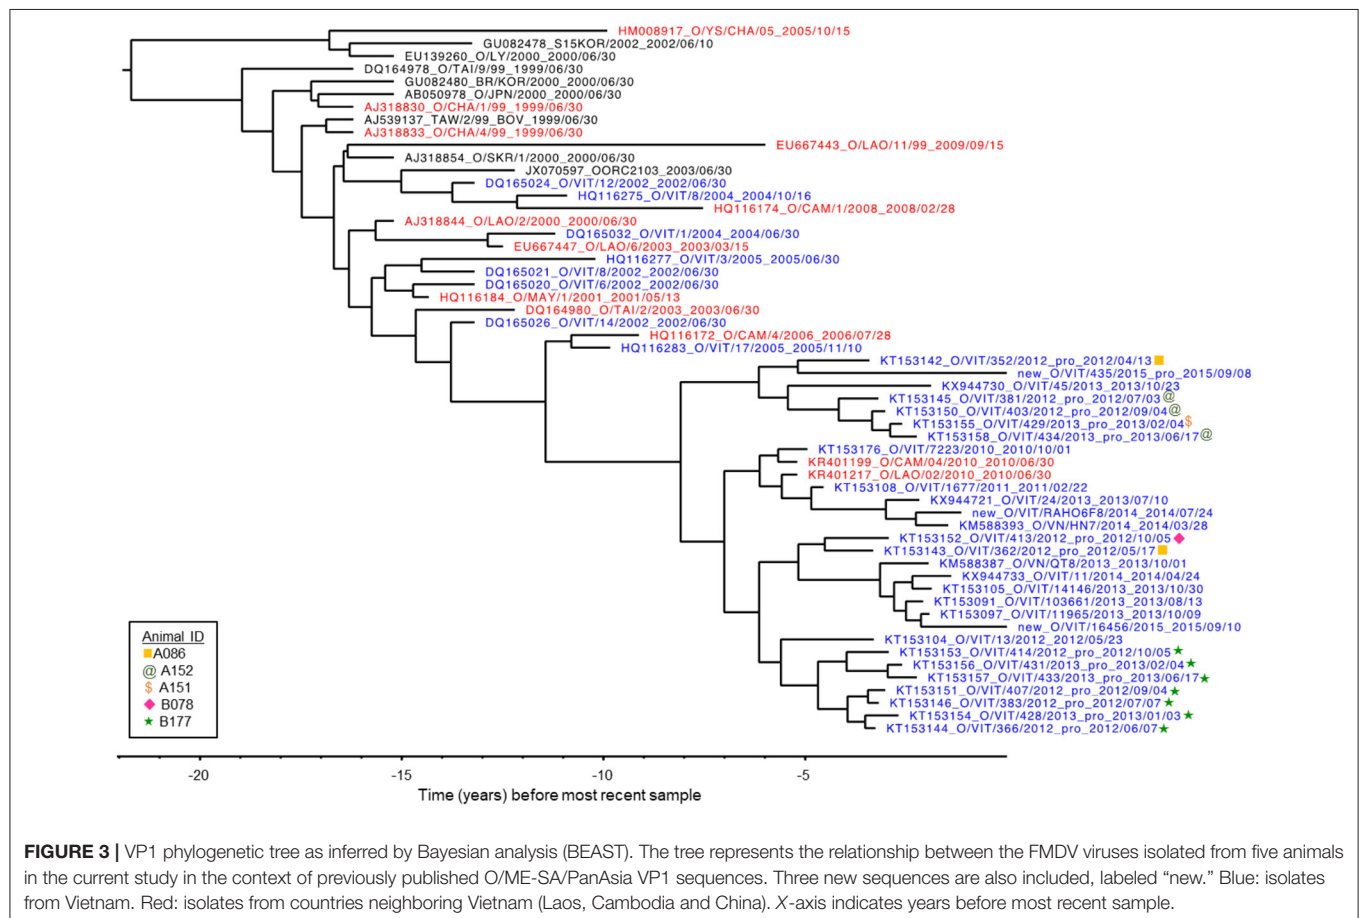 HM008917_O/YS/CHA/05_2005/10/15
GU082478_S15KOR/2002_2002/06/10
EU139260_O/LY/2000_2000/06/30
DQ164978_O/TAI/9/99_1999/06/30
GU082480_BR/KOR/2000_2000/06/30
AB050978_O/JPN/2000_2000/06/30
AJ318830_O/CHA/1/99_1999/06/30
AJ539137_TAW/2/99_BOV_1999/06/30
AJ318833_O/CHA/4/99_1999/06/30
EU667443_O/LAO/11/99_2009/09/15
AJ318854_O/SKR/1/2000_2000/06/30
JX070597_OORC2103_2003/06/30
DQ165024_O/VIT/12/2002_2002/06/30
HQ116275_O/VIT/8/2004_2004/10/16
HQ116174_O/CAM/1/2008_2008/02/28
AJ318844_O/LAO/2/2000_2000/06/30
DQ165032_O/VIT/1/2004_2004/06/30
EU667447_O/LAO/6/2003_2003/03/15
HQ116277_O/VIT/3/2005_2005/06/30
DQ165021_O/VIT/8/2002_2002/06/30
DQ165020_O/VIT/6/2002_2002/06/30
HQ116184_O/MAY/1/2001_2001/05/13
DQ164980_O/TAI/2/2003_2003/06/30
DQ165026_O/VIT/14/2002_2002/06/30
HQ116172_O/CAM/4/2006_2006/07/28
HQ116283_O/VIT/17/2005_2005/11/10
KT153142_O/VIT/352/2012_pro_2012/04/13
new_O/VIT/435/2015_pro_2015/09/08
KX944730_O/VIT/45/2013_2013/10/23
KT153145_O/VIT/381/2012_pro_2012/07/03 @
KT153150_O/VIT/403/2012_pro_2012/09/04 @
KT153155_O/VIT/429/2013_pro_2013/02/04 $
KT153158_O/VIT/434/2013_pro_2013/06/17 @
KT153176_O/VIT/7223/2010_2010/10/01
KR401199_O/CAM/04/2010_2010/06/30
KR401217_O/LAO/02/2010_2010/06/30
KT153108_O/VIT/1677/2011_2011/02/22
KX944721_O/VIT/24/2013_2013/07/10
new_O/VIT/RAHO6F8/2014_2014/07/24
KM588393_O/VN/HN7/2014_2014/03/28
KT153152_O/VIT/413/2012_pro_2012/10/05
KT153143_O/VIT/362/2012_pro_2012/05/17
KM588387_O/VN/QT8/2013_2013/10/01
KX944733_O/VIT/11/2014_2014/04/24
KT153105_O/VIT/14146/2013_2013/10/30
KT153091_O/VIT/103661/2013_2013/08/13
KT153097_O/VIT/11965/2013_2013/10/09
new_O/VIT/16456/2015_2015/09/10
KT153104_O/VIT/13/2012_2012/05/23
KT153153_O/VIT/414/2012_pro_2012/10/05 ★
KT153156_O/VIT/431/2013_pro_2013/02/04 ★
KT153157_O/VIT/433/2013_pro_2013/06/17 ★
KT153151_O/VIT/407/2012_pro_2012/09/04 ★
KT153146_O/VIT/383/2012_pro_2012/07/07 ★
KT153154_O/VIT/428/2013_pro_2013/01/03 ★
KT153144_O/VIT/366/2012_pro_2012/06/07 ★
Animal ID
■ A086
@ A152
$ A151
◆ B078
★ B177
-20 -15 -10 -5
Time (years) before most recent sample
FIGURE 3 | VP1 phylogenetic tree as inferred by Bayesian analysis (BEAST). The tree represents the relationship between the FMDV viruses isolated from five animals
in the current study in the context of previously published O/ME-SA/PanAsia VP1 sequences. Three new sequences are also included, labeled “new.” Blue: isolates
from Vietnam. Red: isolates from countries neighboring Vietnam (Laos, Cambodia and China). X-axis indicates years before most recent sample.